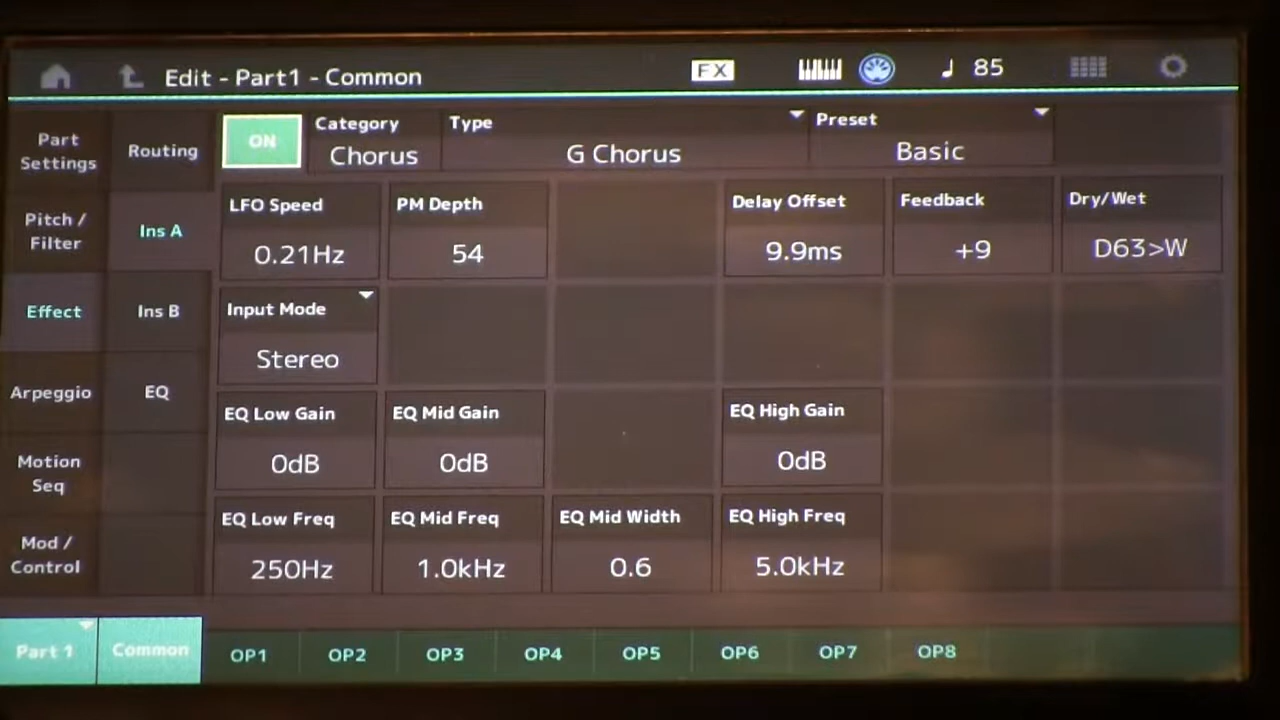 Edit - Part1 - Common
FX
♩ 85
Part
Settings
Routing
ON
Category
Chorus
Type
G Chorus
Preset
Basic
Pitch /
Filter
Ins A
LFO Speed
0.21Hz
PM Depth
54
Delay Offset
9.9ms
Feedback
+9
Dry/Wet
D63>W
Effect
Ins B
Input Mode
Stereo
Arpeggio
EQ
EQ Low Gain
0dB
EQ Mid Gain
0dB
EQ High Gain
0dB
Motion
Seq
Mod /
Control
EQ Low Freq
250Hz
EQ Mid Freq
1.0kHz
EQ Mid Width
0.6
EQ High Freq
5.0kHz
Part 1
Common
OP1
OP2
OP3
OP4
OP5
OP6
OP7
OP8